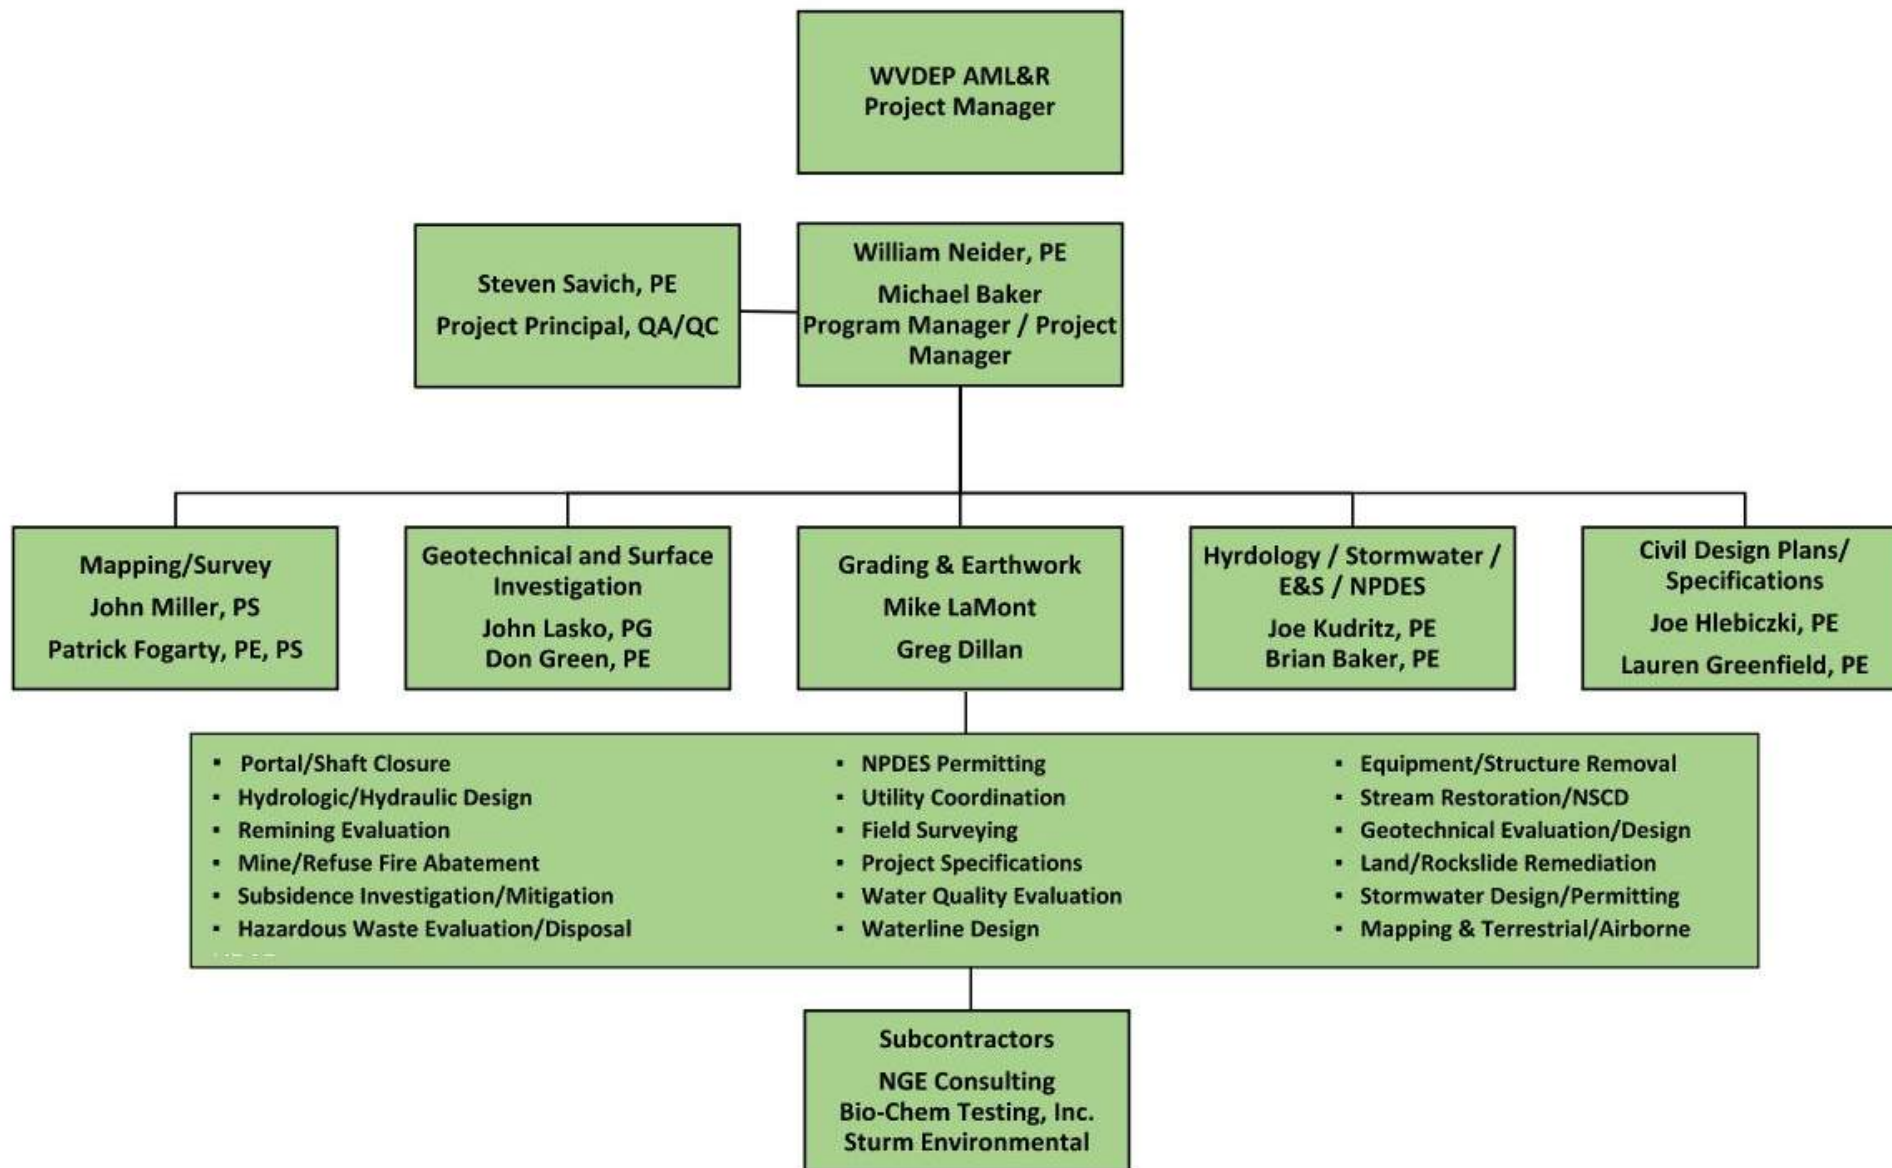 WVDEP AML&R
Project Manager
Steven Savich, PE
Project Principal, QA/QC
William Neider, PE
Michael Baker
Program Manager / Project
Manager
Mapping/Survey
John Miller, PS
Patrick Fogarty, PE, PS
Geotechnical and Surface
Investigation
John Lasko, PG
Don Green, PE
Grading & Earthwork
Mike LaMont
Greg Dillan
Hyrdology / Stormwater /
E&S / NPDES
Joe Kudritz, PE
Brian Baker, PE
Civil Design Plans/
Specifications
Joe Hlebiczki, PE
Lauren Greenfield, PE
▪ Portal/Shaft Closure
▪ Hydrologic/Hydraulic Design
▪ Remining Evaluation
▪ Mine/Refuse Fire Abatement
▪ Subsidence Investigation/Mitigation
▪ Hazardous Waste Evaluation/Disposal
▪ NPDES Permitting
▪ Utility Coordination
▪ Field Surveying
▪ Project Specifications
▪ Water Quality Evaluation
▪ Waterline Design
▪ Equipment/Structure Removal
▪ Stream Restoration/NSCD
▪ Geotechnical Evaluation/Design
▪ Land/Rockslide Remediation
▪ Stormwater Design/Permitting
▪ Mapping & Terrestrial/Airborne
Subcontractors
NGE Consulting
Bio-Chem Testing, Inc.
Sturm Environmental